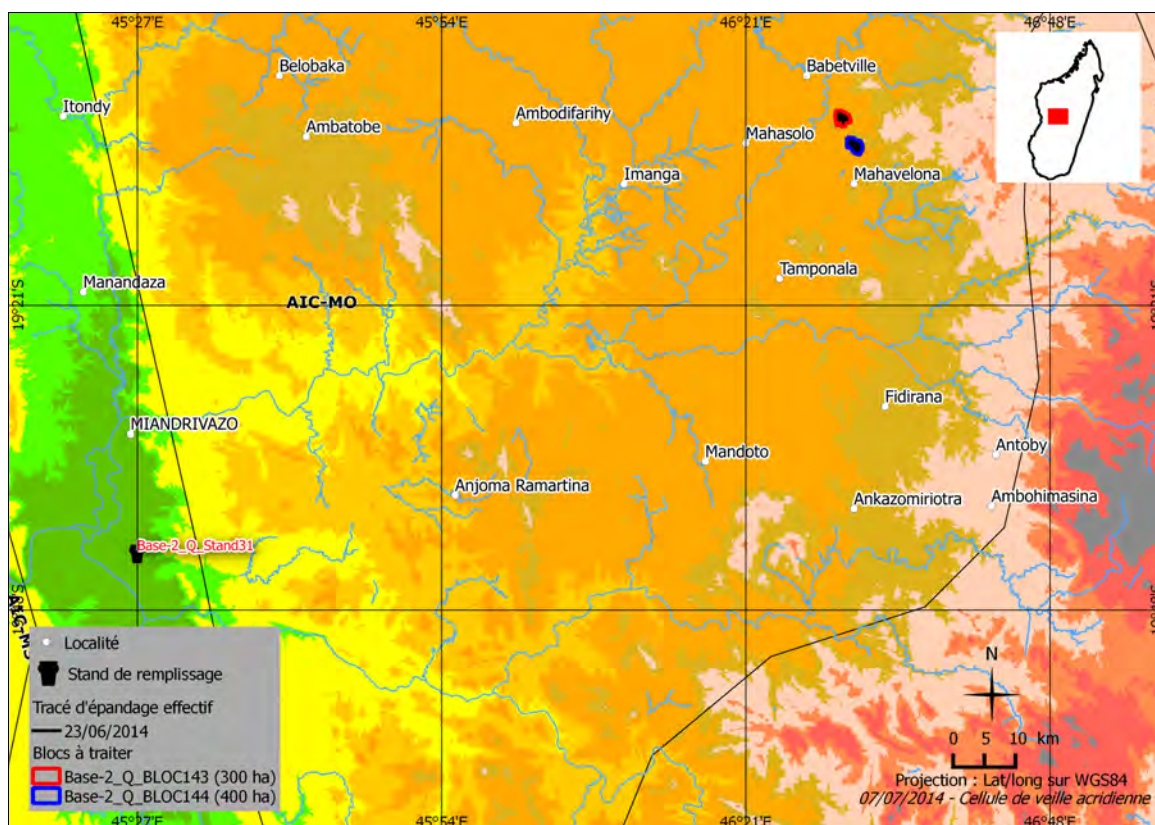 45°27'E 45°54'E 46°21'E 46°48'E
Belobaka
Babetville
Itondy
Ambatobe
Ambodifarihy
Mahasolo
Imanga
Mahavelona
Manandaza
Tamponala
19°21'S
AIC-MO
Fidirana
MIANDRIVAZO
Mandoto
Antoby
Anjoma Ramartina
Ankazomiriotra
Ambohimasina
Base-2_Q_Stand31
AIC-MO
Localité
Stand de remplissage
Tracé d'épandage effectif
23/06/2014
Blocs à traiter
Base-2_Q_BLOC143 (300 ha)
Base-2_Q_BLOC144 (400 ha)
N
0 5 10 km
Projection : Lat/long sur WGS84
07/07/2014 - Cellule de veille acridienne
45°27'E 45°54'E 46°21'E 46°48'E